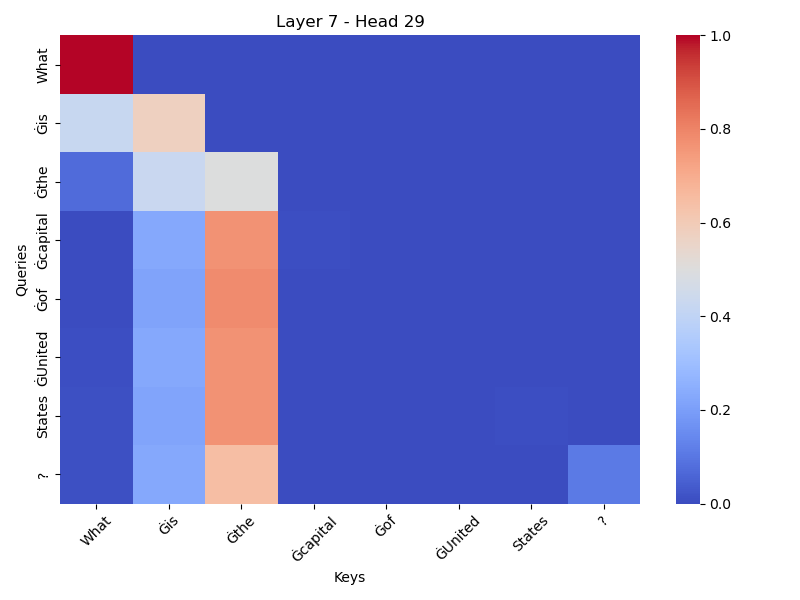 Layer 7 - Head 29
What
Ġis
Ġthe
Ġcapital
Ġof
ĠUnited
States
?
Queries
What
Ġis
Ġthe
Ġcapital
Ġof
ĠUnited
States
?
Keys
1.0
0.8
0.6
0.4
0.2
0.0